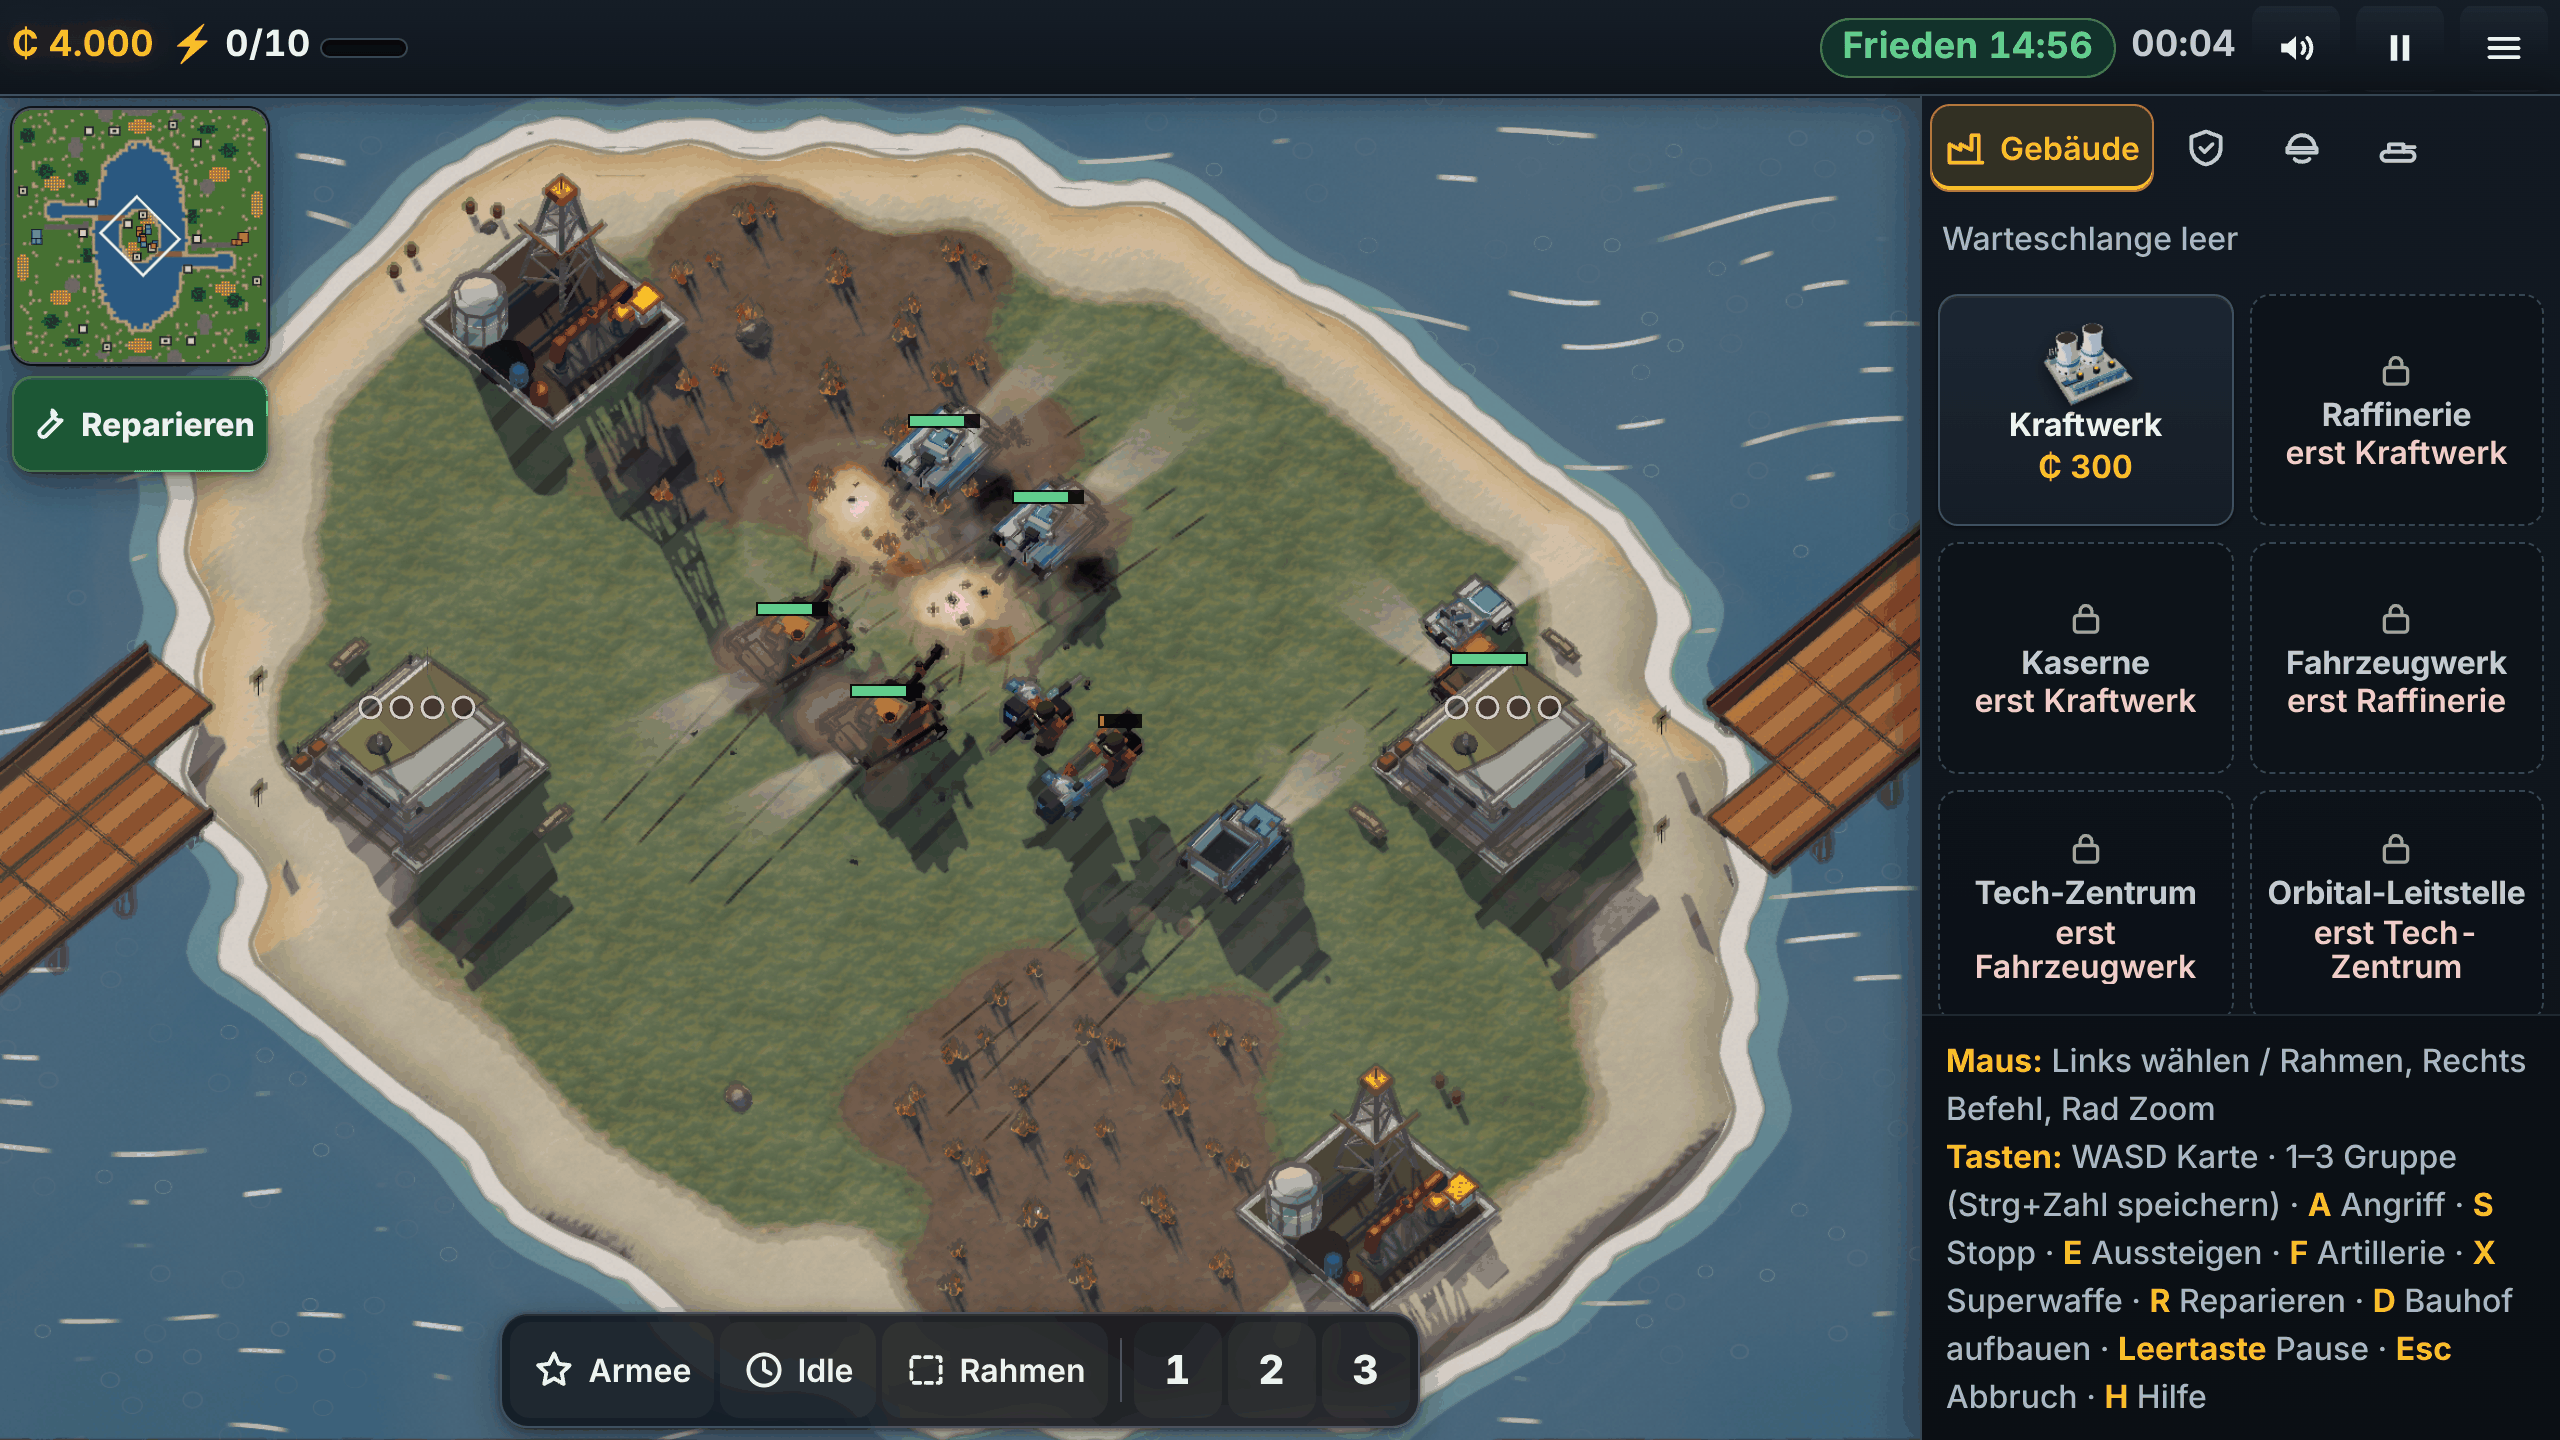 ₵ 4.000 0/10
Frieden 14:56 00:04
Reparieren
Gebäude
Warteschlange leer
Kraftwerk
₵ 300
Raffinerie
erst Kraftwerk
Kaserne
erst Kraftwerk
Fahrzeugwerk
erst Raffinerie
Tech-Zentrum
erst
Fahrzeugwerk
Orbital-Leitstelle
erst Tech-
Zentrum
Maus: Links wählen / Rahmen, Rechts
Befehl, Rad Zoom
Tasten: WASD Karte · 1–3 Gruppe
(Strg+Zahl speichern) · A Angriff · S
Stopp · E Aussteigen · F Artillerie · X
Superwaffe · R Reparieren · D Bauhof
aufbauen · Leertaste Pause · Esc
Abbruch · H Hilfe
Armee Idle Rahmen 1 2 3